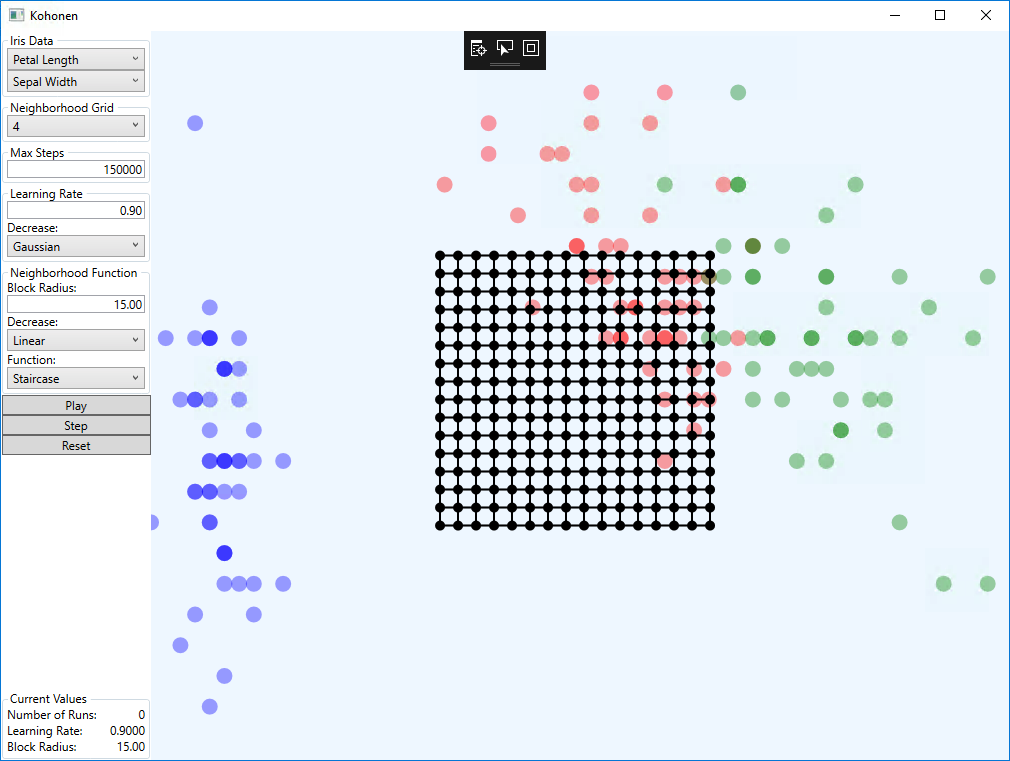 Kohonen
Iris Data
Petal Length
Sepal Width
Neighborhood Grid
4
Max Steps
150000
Learning Rate
0.90
Decrease:
Gaussian
Neighborhood Function
Block Radius:
15.00
Decrease:
Linear
Function:
Staircase
Play
Step
Reset
Current Values
Number of Runs: 0
Learning Rate: 0.9000
Block Radius: 15.00